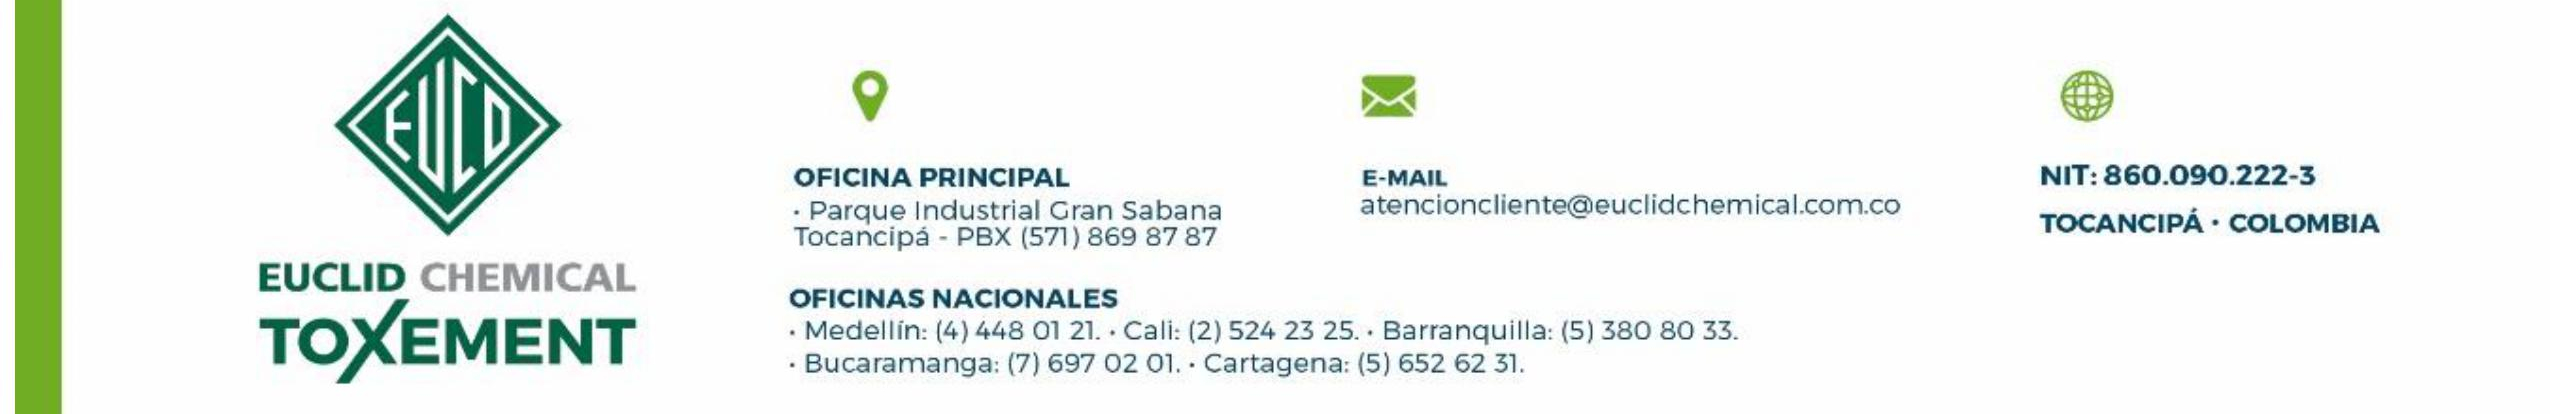 EUCO
EUCLID CHEMICAL
TOXEMENT
OFICINA PRINCIPAL
• Parque Industrial Gran Sabana
Tocancipá - PBX (571) 869 87 87
E-MAIL
atencioncliente@euclidchemical.com.co
NIT: 860.090.222-3
TOCANCIPÁ • COLOMBIA
OFICINAS NACIONALES
• Medellín: (4) 448 01 21. • Cali: (2) 524 23 25. • Barranquilla: (5) 380 80 33.
• Bucaramanga: (7) 697 02 01. • Cartagena: (5) 652 62 31.